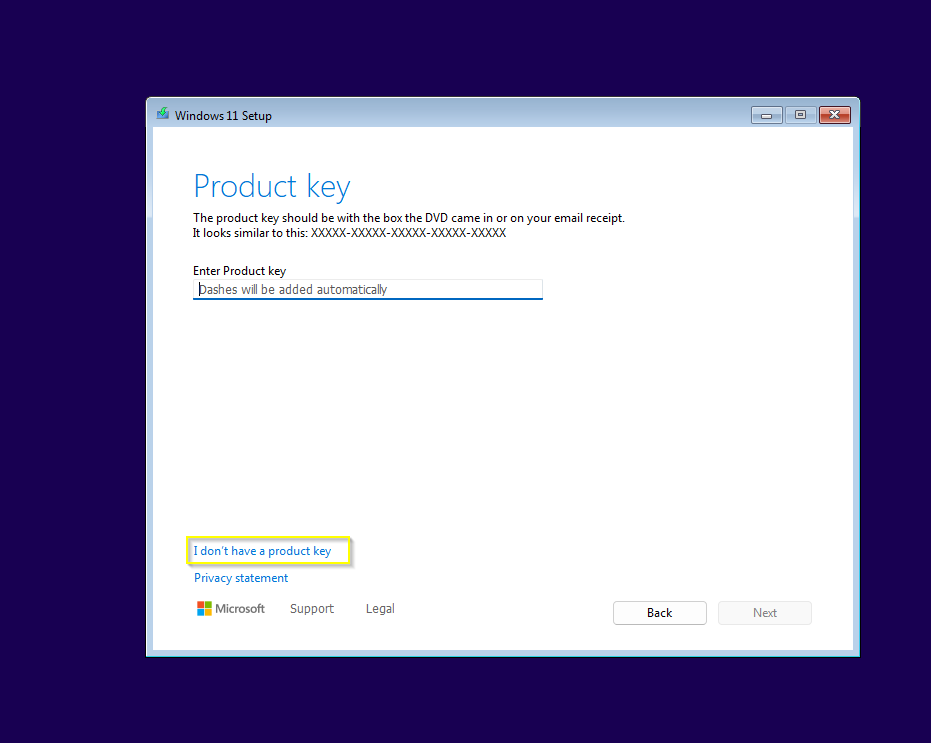 Windows 11 Setup
Product key
The product key should be with the box the DVD came in or on your email receipt.
It looks similar to this: XXXXX-XXXXX-XXXXX-XXXXX-XXXXX
Enter Product key
Dashes will be added automatically
I don't have a product key
Privacy statement
Microsoft Support Legal Back Next